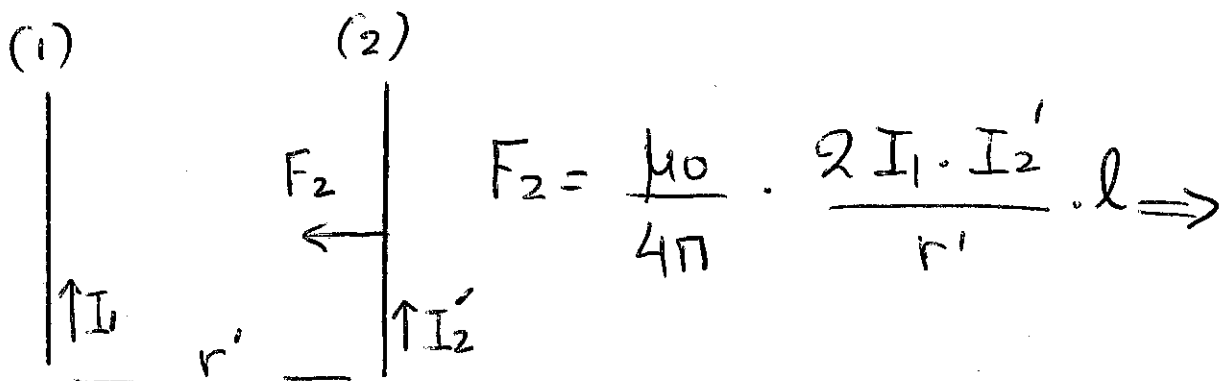 (1) (2)
F₂ F₂ = μ₀/4π · 2I₁·I₂'/r' · l ⟹
I₁ r' I₂'